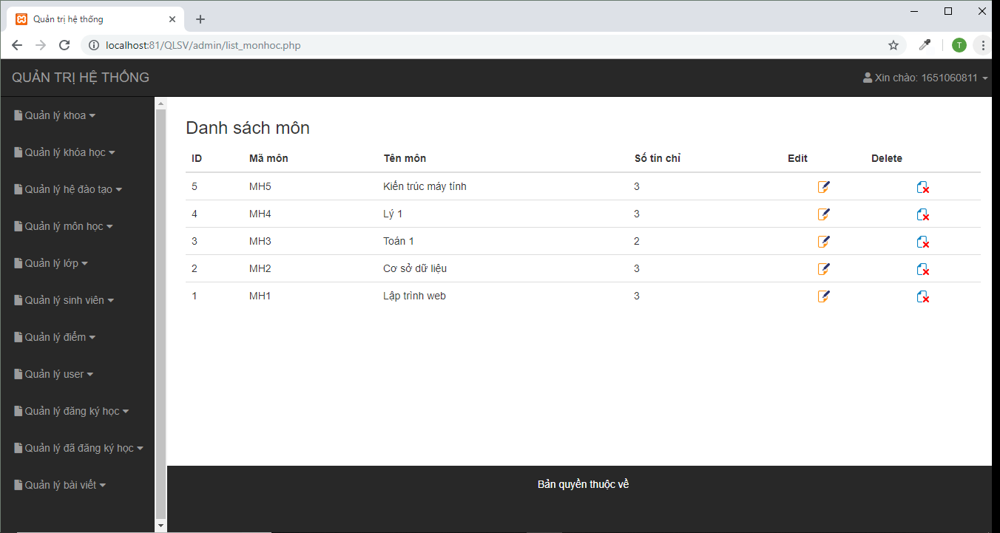 Quản trị hệ thống
localhost:81/QLSV/admin/list_monhoc.php
T
QUẢN TRỊ HỆ THỐNG
Xin chào: 1651060811
Quản lý khoa
Quản lý khóa học
Quản lý hệ đào tạo
Quản lý môn học
Quản lý lớp
Quản lý sinh viên
Quản lý điểm
Quản lý user
Quản lý đăng ký học
Quản lý đã đăng ký học
Quản lý bài viết
Danh sách môn
ID Mã môn Tên môn Số tín chỉ Edit Delete
5 MH5 Kiến trúc máy tính 3
4 MH4 Lý 1 3
3 MH3 Toán 1 2
2 MH2 Cơ sở dữ liệu 3
1 MH1 Lập trình web 3
Bản quyền thuộc về